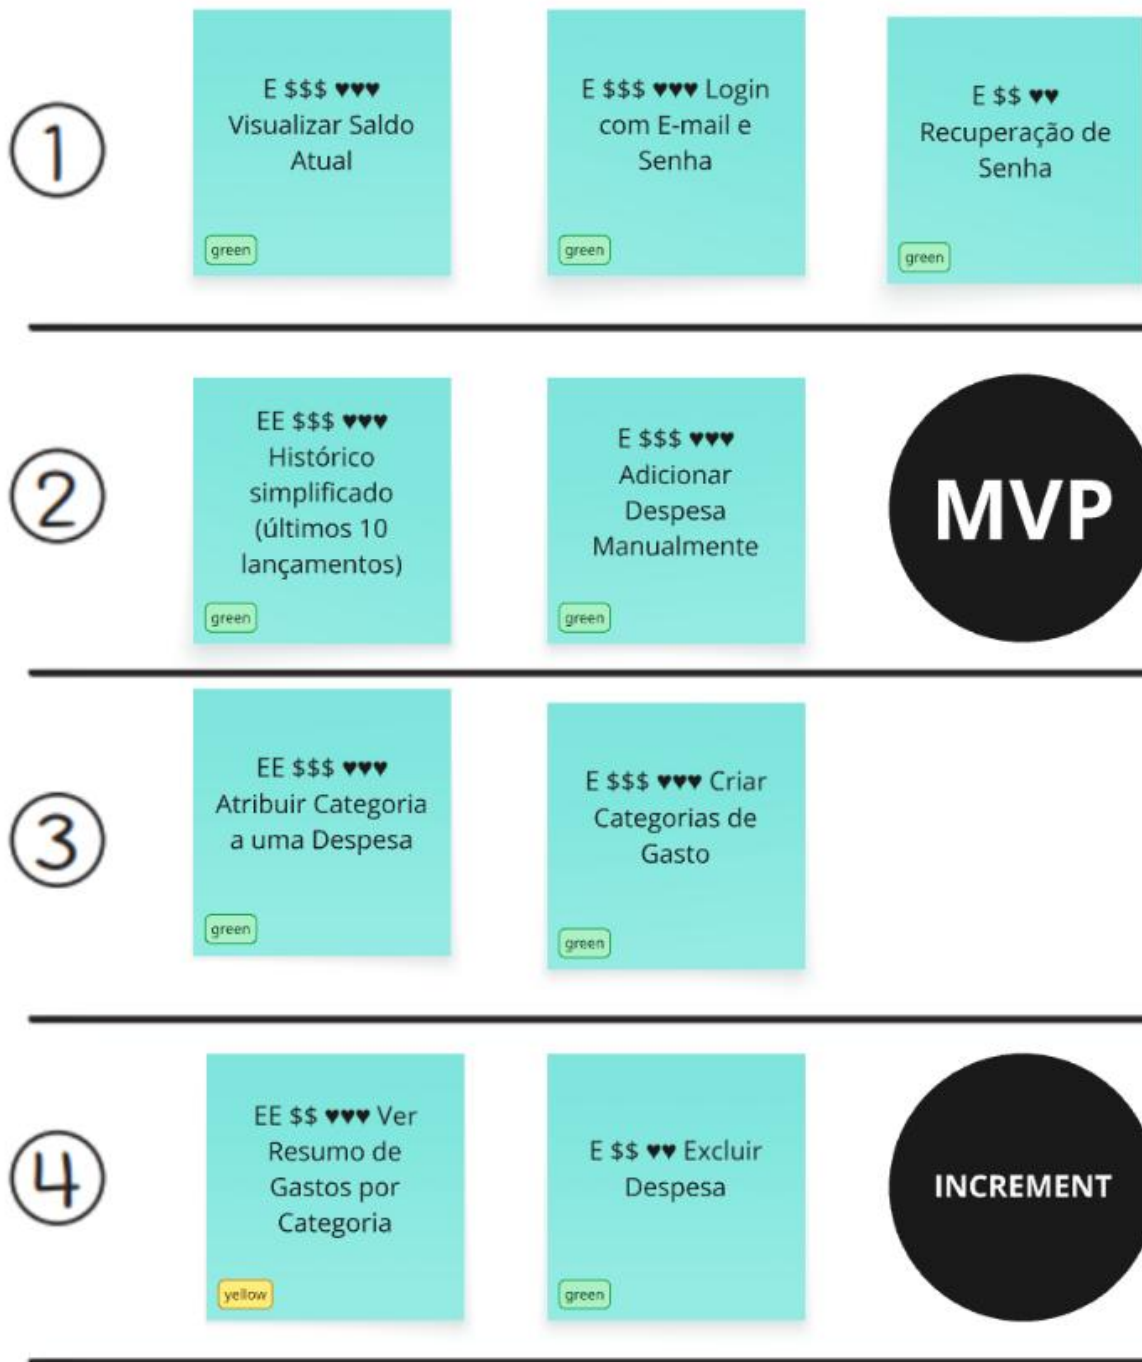 1
E $$$ ♥♥♥
Visualizar Saldo
Atual
green
E $$$ ♥♥♥ Login
com E-mail e
Senha
green
E $$ ♥♥
Recuperação de
Senha
green
2
EE $$$ ♥♥♥
Histórico
simplificado
(últimos 10
lançamentos)
green
E $$$ ♥♥♥
Adicionar
Despesa
Manualmente
green
MVP
3
EE $$$ ♥♥♥
Atribuir Categoria
a uma Despesa
green
E $$$ ♥♥♥ Criar
Categorias de
Gasto
green
4
EE $$ ♥♥♥ Ver
Resumo de
Gastos por
Categoria
yellow
E $$ ♥♥ Excluir
Despesa
green
INCREMENT